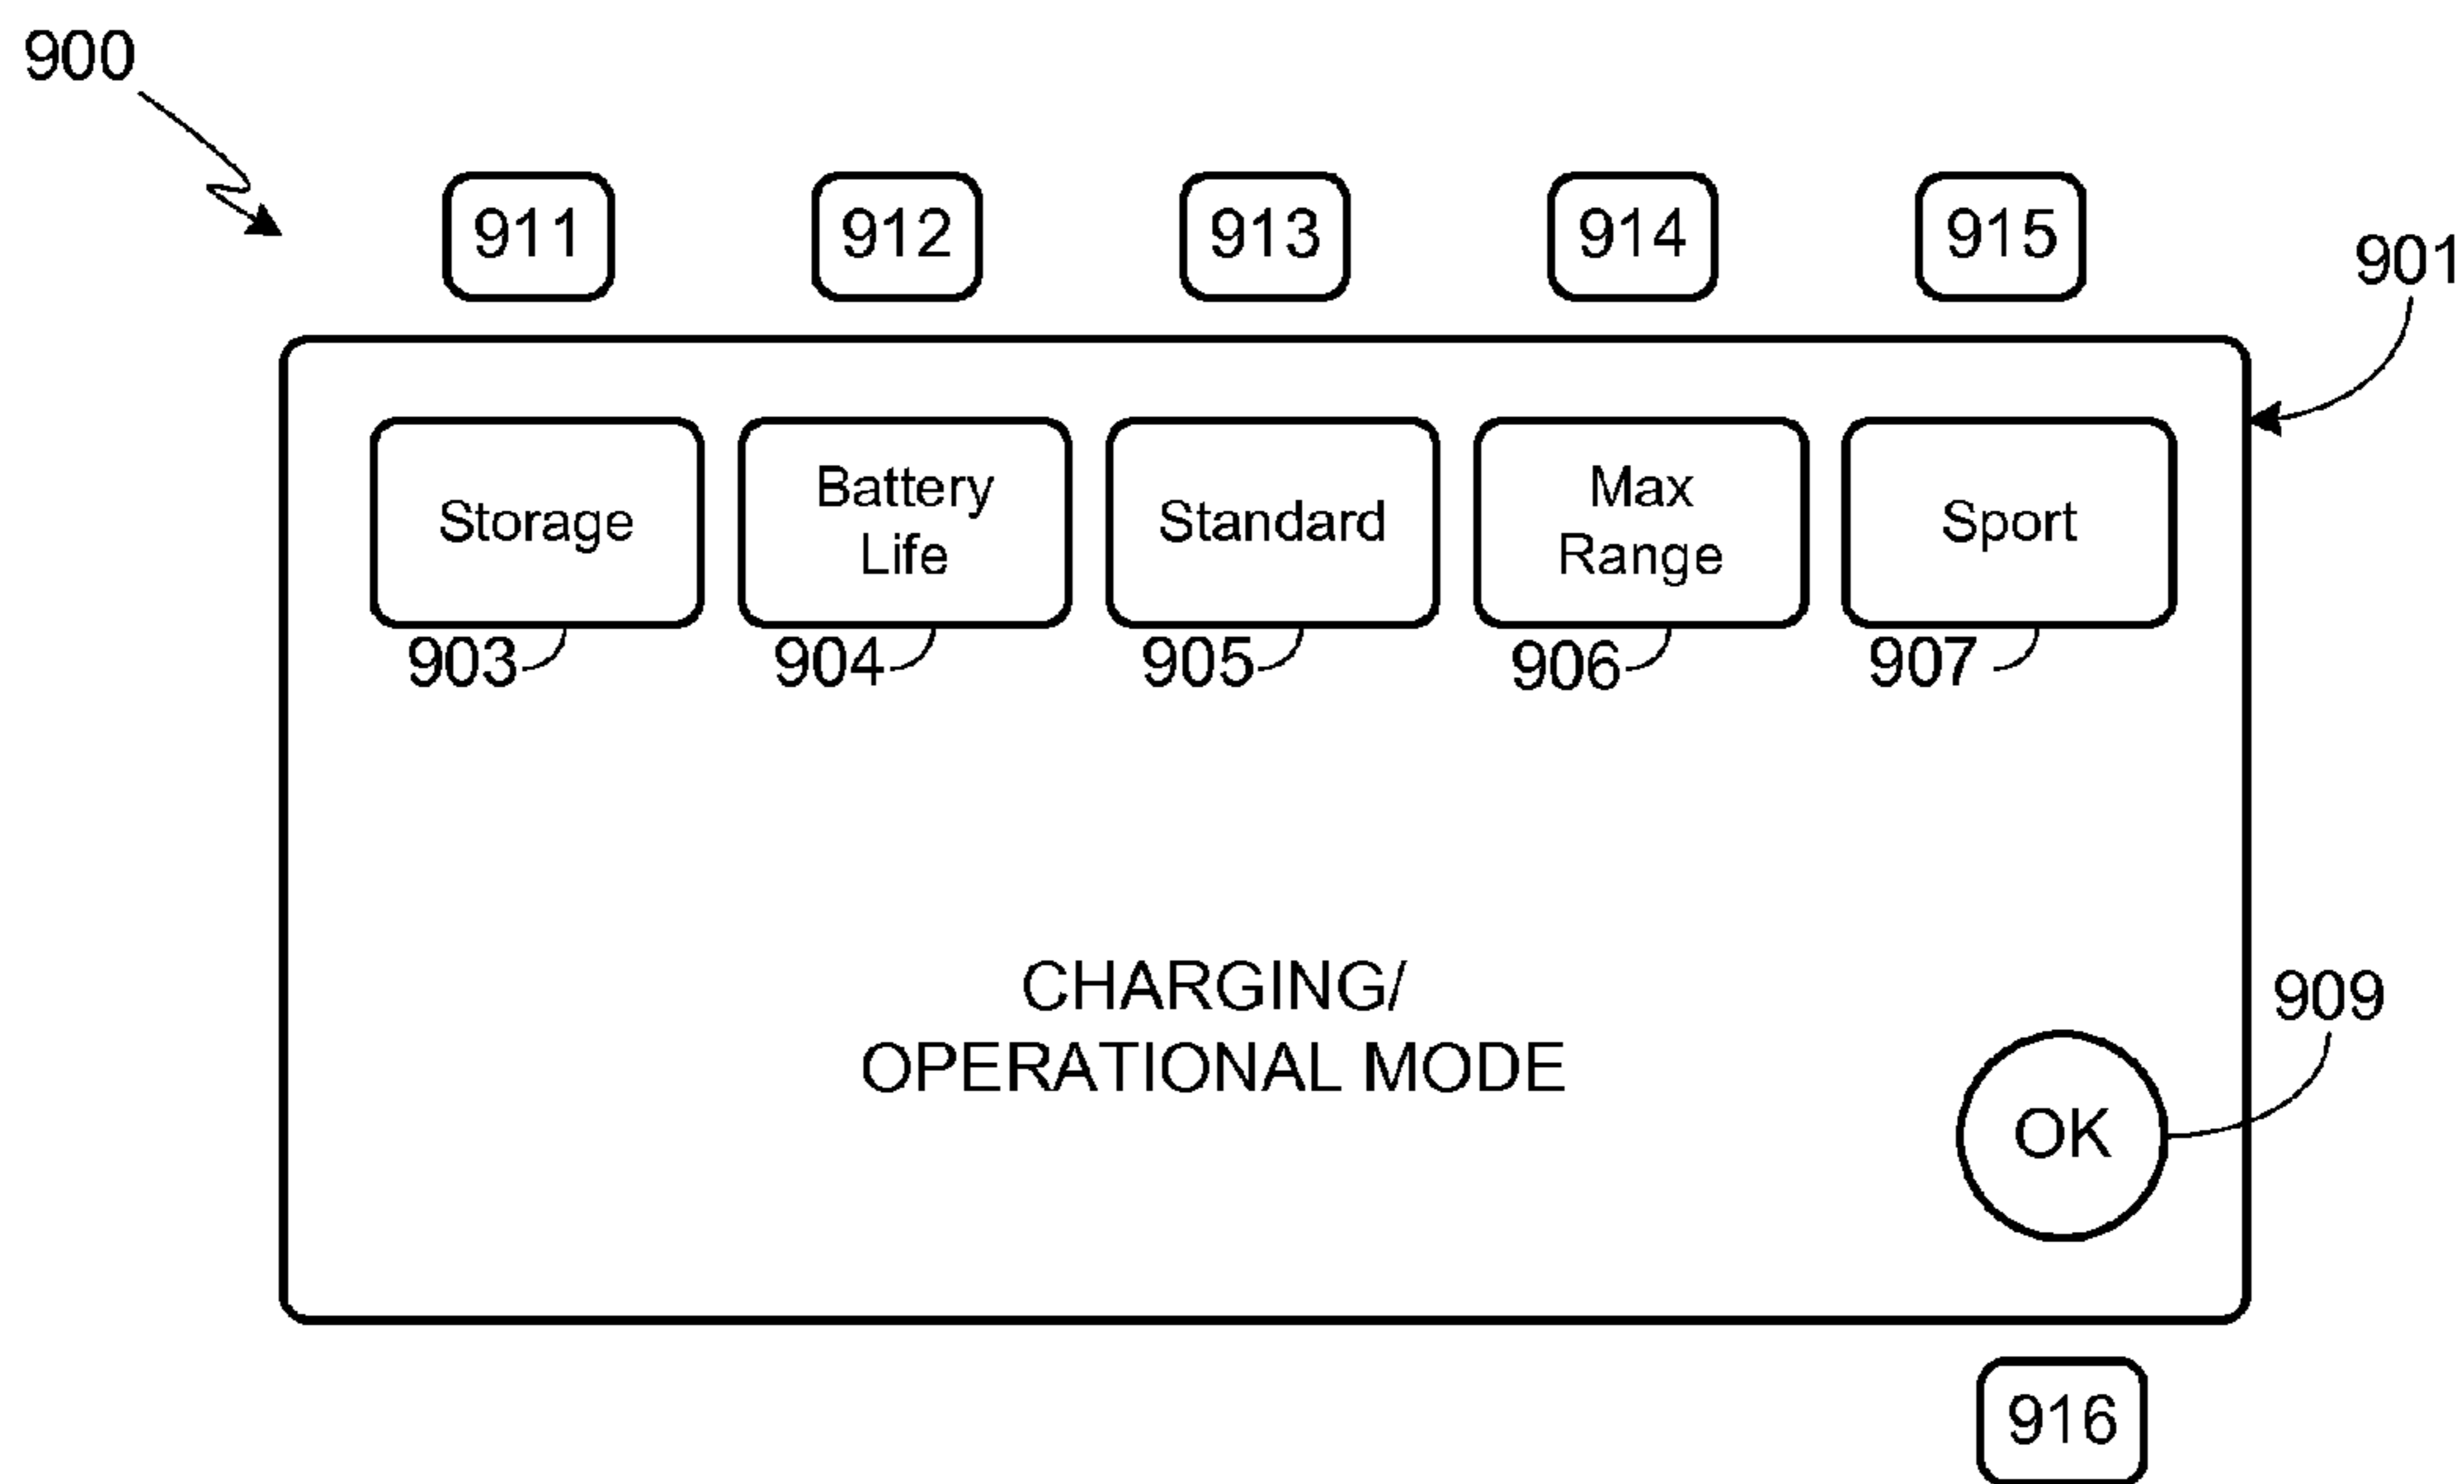 900
911 912 913 914 915
901
Storage
Battery
Life
Standard
Max
Range
Sport
903 904 905 906 907
CHARGING/
OPERATIONAL MODE
909
OK
916